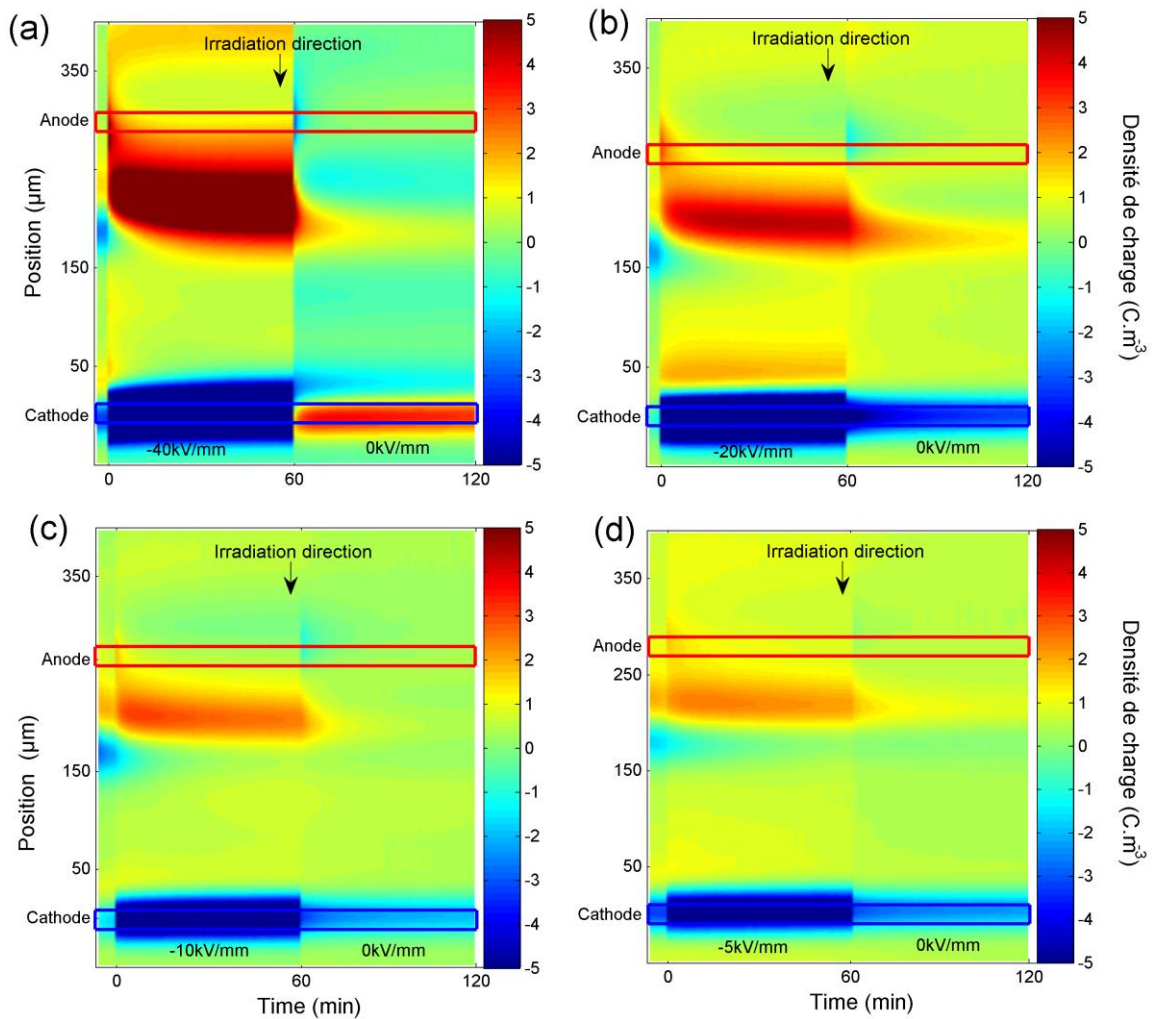 (a)
Irradiation direction
Position (µm)
350
Anode
150
50
Cathode
-40kV/mm
0kV/mm
0
60
120
5
4
3
2
1
0
-1
-2
-3
-4
-5
(b)
Irradiation direction
350
Anode
150
50
Cathode
-20kV/mm
0kV/mm
0
60
120
5
4
3
2
1
0
-1
-2
-3
-4
-5
Densité de charge (C.m-3)
(c)
Irradiation direction
Position (µm)
350
Anode
150
50
Cathode
-10kV/mm
0kV/mm
0
60
120
Time (min)
5
4
3
2
1
0
-1
-2
-3
-4
-5
(d)
Irradiation direction
350
Anode
250
150
50
Cathode
-5kV/mm
0kV/mm
0
60
120
Time (min)
5
4
3
2
1
0
-1
-2
-3
-4
-5
Densité de charge (C.m-3)